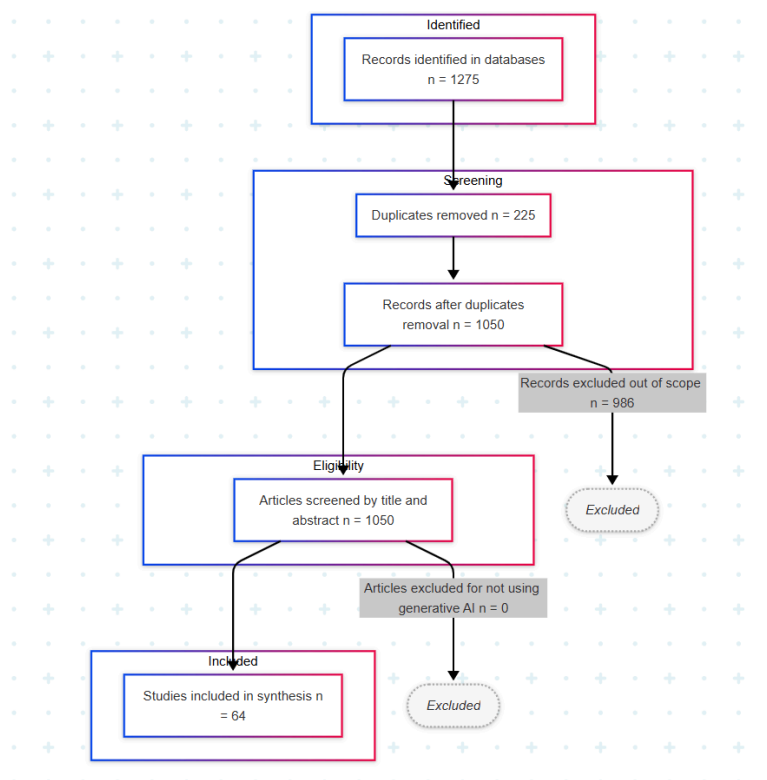 Identified
Records identified in databases
n = 1275
Screening
Duplicates removed n = 225
Records after duplicates
removal n = 1050
Records excluded out of scope
n = 986
Eligibility
Articles screened by title and
abstract n = 1050
Excluded
Articles excluded for not using
generative AI n = 0
Included
Studies included in synthesis n
= 64
Excluded